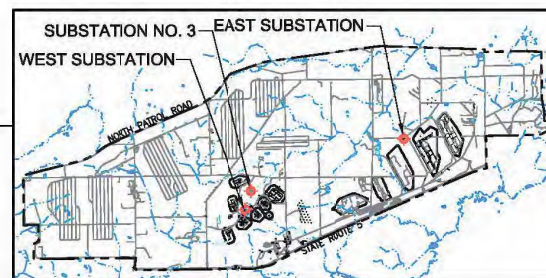 SUBSTATION NO. 3
EAST SUBSTATION
WEST SUBSTATION
NORTH PATROL ROAD
STATE ROUTE 5